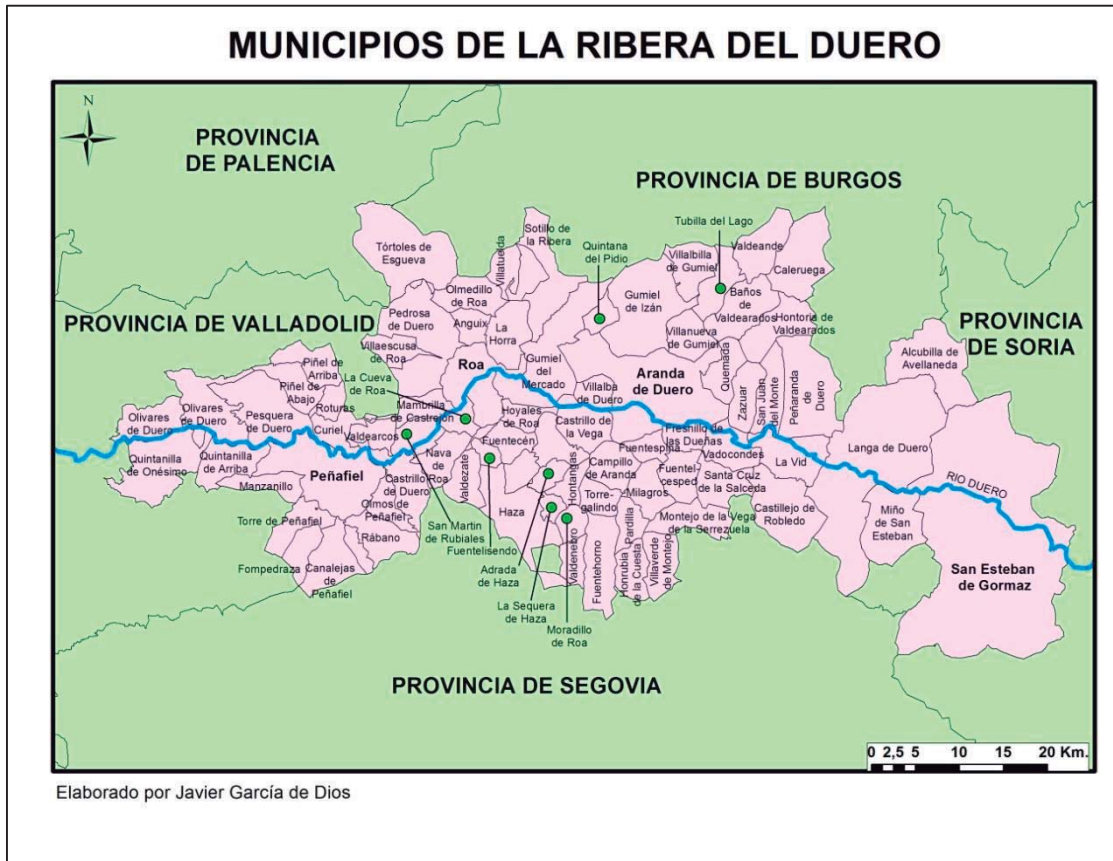 MUNICIPIOS DE LA RIBERA DEL DUERO
N
PROVINCIA
DE PALENCIA
PROVINCIA DE BURGOS
PROVINCIA DE VALLADOLID
PROVINCIA
DE SORIA
PROVINCIA DE SEGOVIA
Tórtoles de
Esgueva
Villatuelda
Sotillo de
la Ribera
Quintana
del Pidio
Tubilla del Lago
Villalbilla
de Gumiel
Valdeande
Caleruega
Olmedillo
de Roa
Gumiel
de Izán
Baños
de
Valdearados
Pedrosa
de Duero
Anguix
La
Horra
Villanueva
de Gumiel
Hontoria de
Valdearados
Villaescusa
de Roa
Roa
Gumiel
del
Mercado
Aranda
de Duero
Quemada
Alcubilla de
Avellaneda
Piñel de
Arriba
La Cueva
de Roa
Villalba
de Duero
Zazuar
San Juan
del Monte
Peñaranda
de
Duero
Piñel de
Abajo
Olivares
de Duero
Olivares
de Duero
Pesquera
de Duero
Roturas
Curiel
Mambrilla
de Castrejón
Hoyales
de Roa
Castrillo de
la Vega
Fresnillo de
las Dueñas
Langa de Duero
Valdearcos
Fuentecén
Fuentespina
Vadocondes
La Vid
RIO DUERO
Quintanilla
de Onésimo
Quintanilla
de Arriba
Peñafiel
Nava de
Roa
Valdezate
Hontangas
Campillo
de Aranda
Fuentel-
cesped
Santa Cruz
de la Salceda
Manzanillo
Castrillo
de Duero
Haza
Torre-
galindo
Milagros
Castillejo de
Robledo
Miño
de San
Esteban
Olmos de
Peñafiel
Torre de Peñafiel
Rábano
San Martin
de Rubiales
Montejo de la Vega
de la Serrezuela
Pardilla
Fuentelisendo
Fompedraza
Canalejas
de
Peñafiel
Adrada
de Haza
Valdenebro
Fuentehorno
Honrubia
de la Cuesta
Villaverde
de Montejo
San Esteban
de Gormaz
La Sequera
de Haza
Moradillo
de Roa
0 2,5 5 10 15 20 Km.
Elaborado por Javier García de Dios